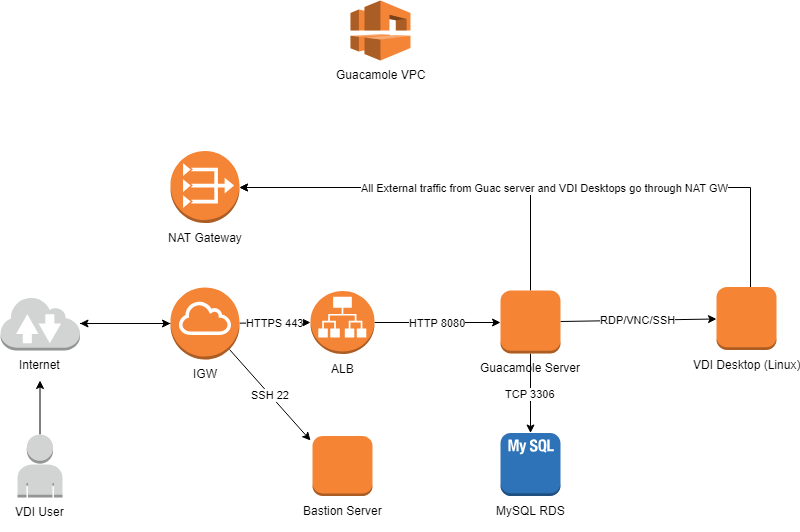 Guacamole VPC
All External traffic from Guac server and VDI Desktops go through NAT GW
NAT Gateway
HTTPS 443
HTTP 8080
RDP/VNC/SSH
Internet
IGW
ALB
Guacamole Server
VDI Desktop (Linux)
SSH 22
TCP 3306
My SQL
VDI User
Bastion Server
MySQL RDS